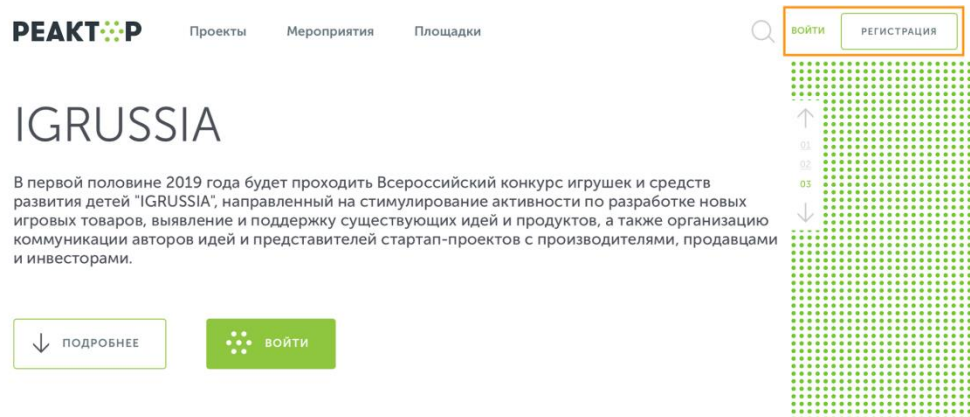 РЕАКТОР
Проекты
Мероприятия
Площадки
ВОЙТИ
РЕГИСТРАЦИЯ
IGRUSSIA
В первой половине 2019 года будет проходить Всероссийский конкурс игрушек и средств
развития детей "IGRUSSIA", направленный на стимулирование активности по разработке новых
игровых товаров, выявление и поддержку существующих идей и продуктов, а также организацию
коммуникации авторов идей и представителей стартап-проектов с производителями, продавцами
и инвесторами.
01
02
03
ПОДРОБНЕЕ
ВОЙТИ